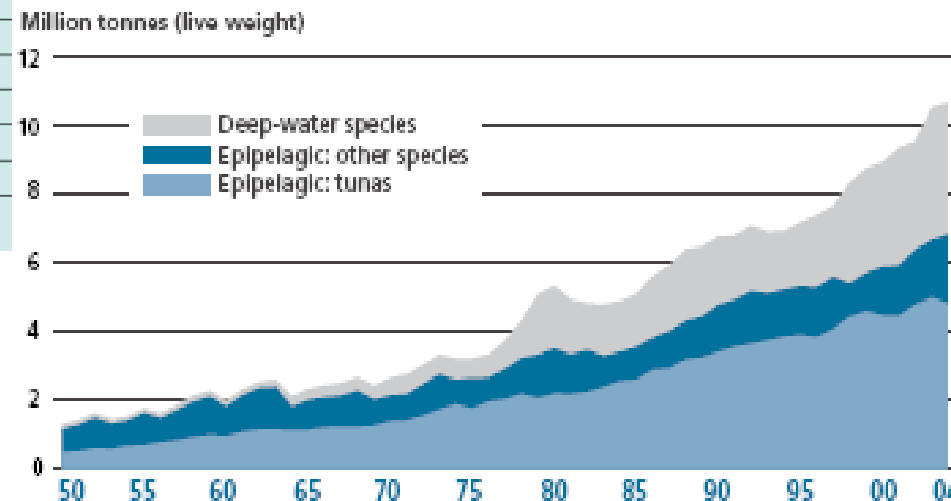 Million tonnes (live weight)
12
10
8
6
4
2
0
Deep-water species
Epipelagic: other species
Epipelagic: tunas
50 55 60 65 70 75 80 85 90 95 00